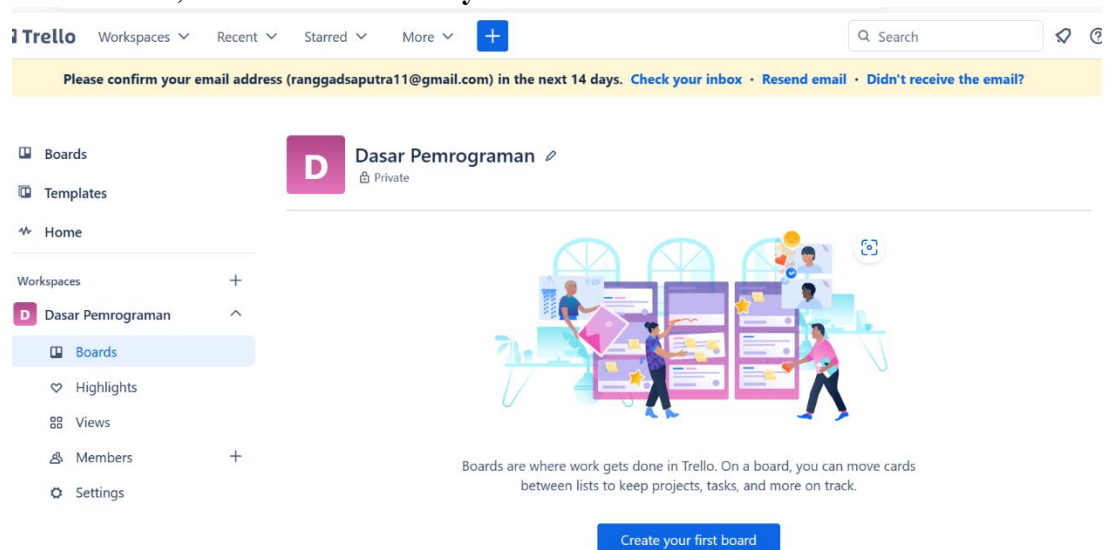 Trello Workspaces Recent Starred More + Search
Please confirm your email address (ranggadsaputra11@gmail.com) in the next 14 days. Check your inbox · Resend email · Didn't receive the email?
Boards
Templates
Home
Workspaces +
D Dasar Pemrograman
Boards
Highlights
Views
Members +
Settings
D Dasar Pemrograman
Private
Boards are where work gets done in Trello. On a board, you can move cards
between lists to keep projects, tasks, and more on track.
Create your first board